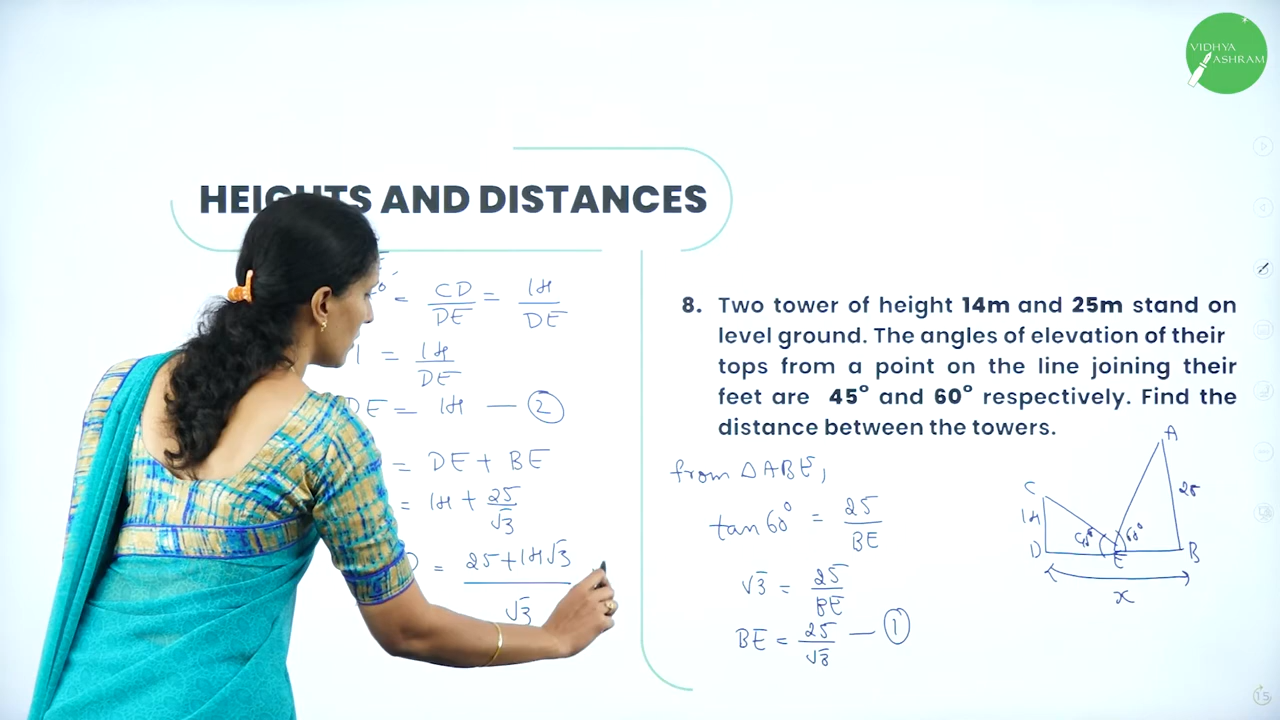 VIDHYA
ASHRAM
HEIGHTS AND DISTANCES
= CD/DE = 14/DE
1 = 14/DE
DE = 14 — ②
= DE + BE
= 14 + 25/√3
= 25+14√3/√3
8. Two tower of height 14m and 25m stand on
level ground. The angles of elevation of their
tops from a point on the line joining their
feet are 45° and 60° respectively. Find the
distance between the towers.
from △ABE,
tan60° = 25/BE
√3 = 25/BE
BE = 25/√3 — ①
A
C
25
14
45°
60°
D
E
B
x
15